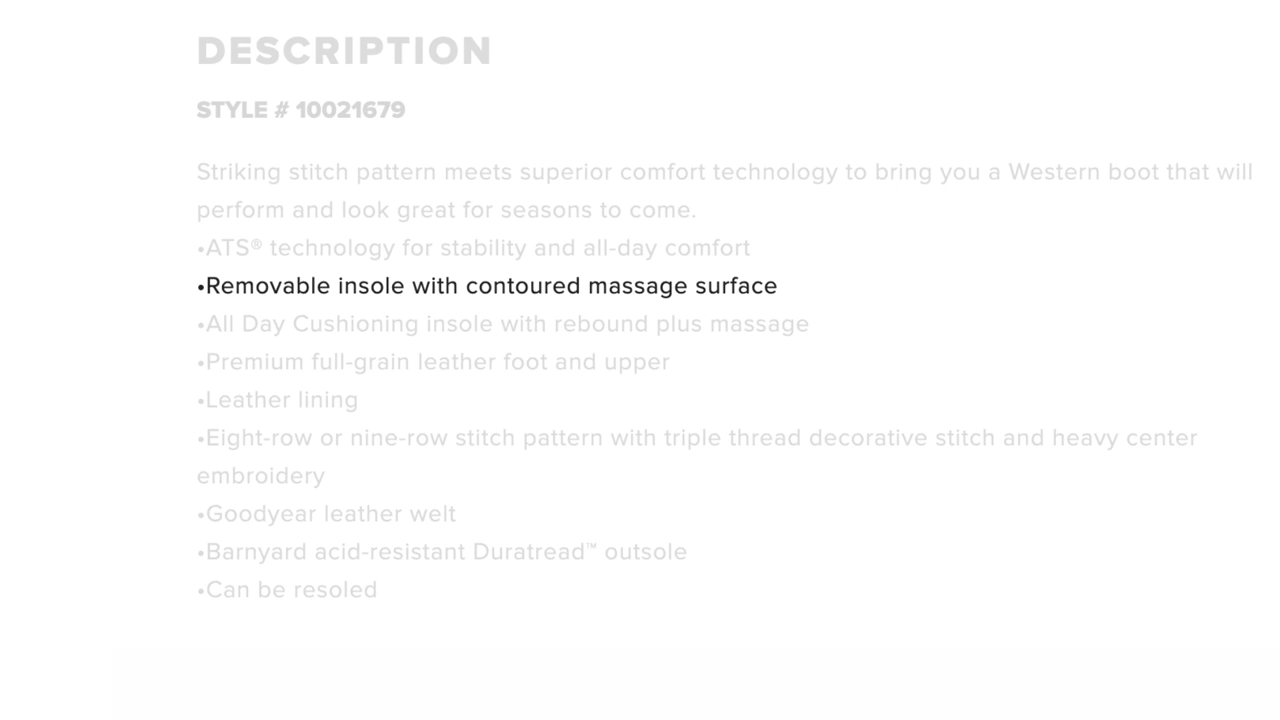 DESCRIPTION
STYLE # 10021679
Striking stitch pattern meets superior comfort technology to bring you a Western boot that will
perform and look great for seasons to come.
•ATS® technology for stability and all-day comfort
•Removable insole with contoured massage surface
•All Day Cushioning insole with rebound plus massage
•Premium full-grain leather foot and upper
•Leather lining
•Eight-row or nine-row stitch pattern with triple thread decorative stitch and heavy center
embroidery
•Goodyear leather welt
•Barnyard acid-resistant Duratread™ outsole
•Can be resoled